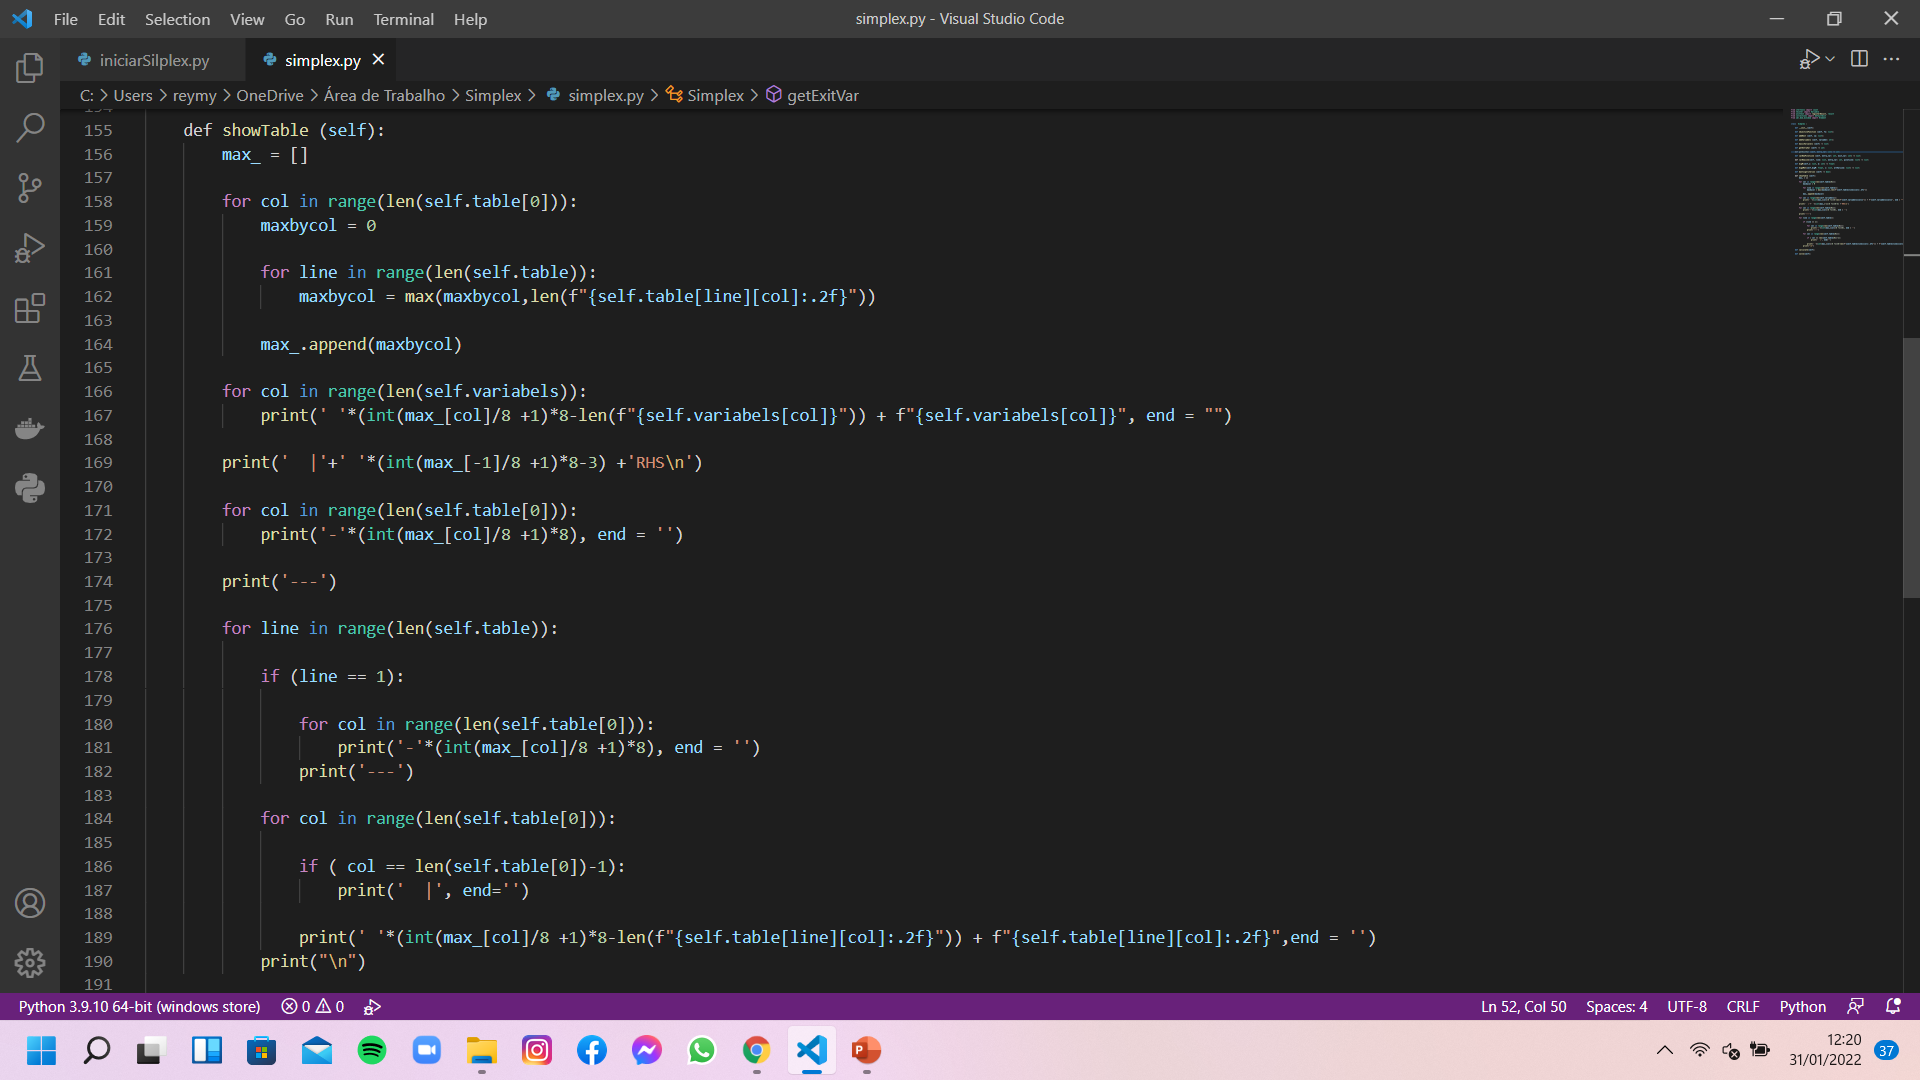 File Edit Selection View Go Run Terminal Help simplex.py - Visual Studio Code
iniciarSilplex.py simplex.py
C: > Users > reymy > OneDrive > Área de Trabalho > Simplex > simplex.py > Simplex > getExitVar
155 def showTable (self):
156 max_ = []
157
158 for col in range(len(self.table[0])):
159 maxbycol = 0
160
161 for line in range(len(self.table)):
162 maxbycol = max(maxbycol,len(f"{self.table[line][col]:.2f}"))
163
164 max_.append(maxbycol)
165
166 for col in range(len(self.variabels)):
167 print(' '*(int(max_[col]/8 +1)*8-len(f"{self.variabels[col]}")) + f"{self.variabels[col]}", end = "")
168
169 print('  |'+' '*(int(max_[-1]/8 +1)*8-3) +'RHS\n')
170
171 for col in range(len(self.table[0])):
172 print('-'*(int(max_[col]/8 +1)*8), end = '')
173
174 print('---')
175
176 for line in range(len(self.table)):
177
178 if (line == 1):
179
180 for col in range(len(self.table[0])):
181 print('-'*(int(max_[col]/8 +1)*8), end = '')
182 print('---')
183
184 for col in range(len(self.table[0])):
185
186 if ( col == len(self.table[0])-1):
187 print('  |', end='')
188
189 print(' '*(int(max_[col]/8 +1)*8-len(f"{self.table[line][col]:.2f}")) + f"{self.table[line][col]:.2f}",end = '')
190 print("\n")
191
Python 3.9.10 64-bit (windows store) 0 0 Ln 52, Col 50 Spaces: 4 UTF-8 CRLF Python
12:20
31/01/2022 37